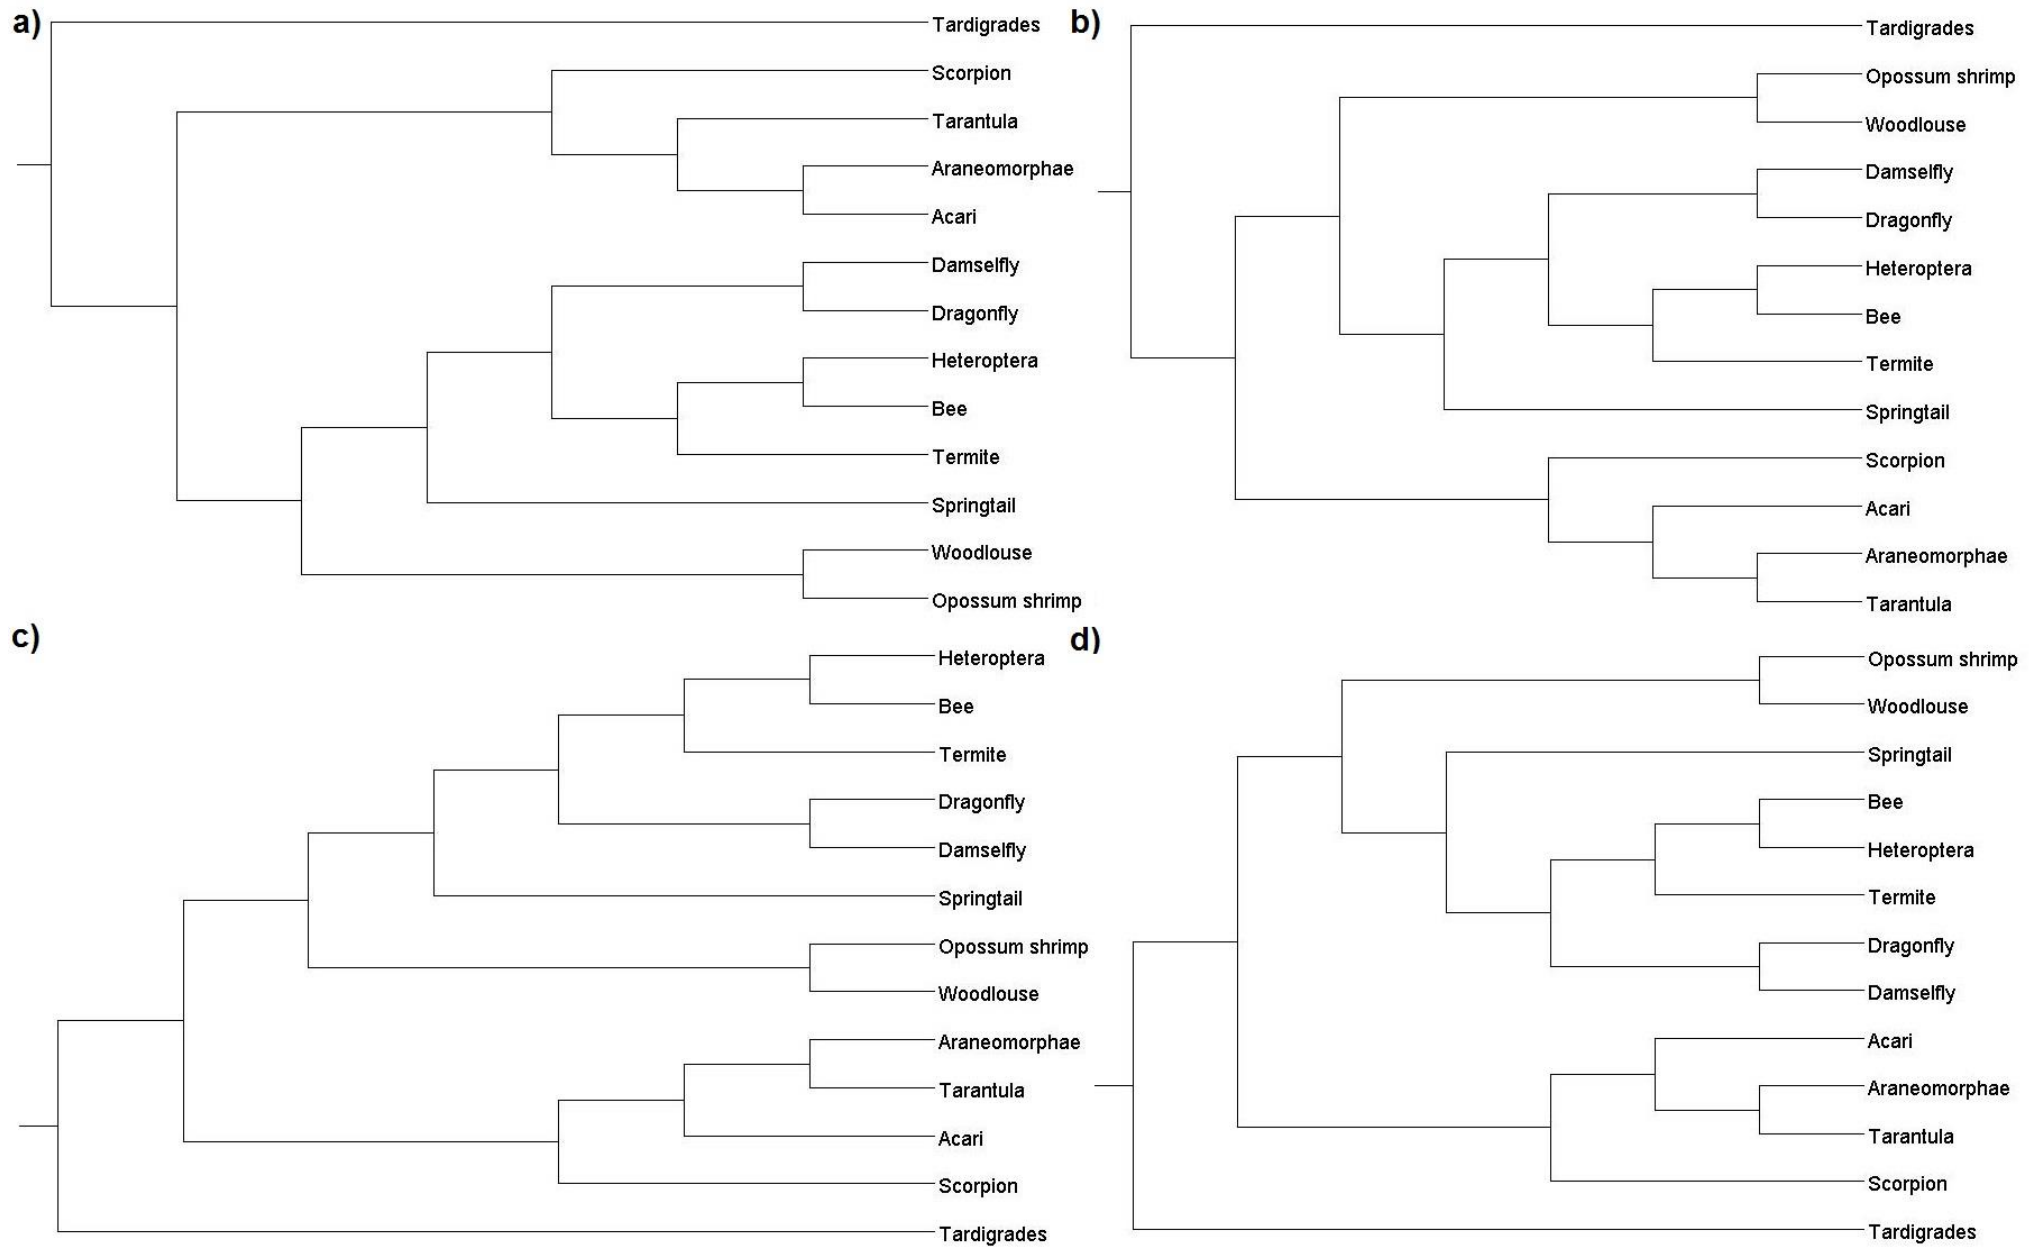 a)
Tardigrades
Scorpion
Tarantula
Araneomorphae
Acari
Damselfly
Dragonfly
Heteroptera
Bee
Termite
Springtail
Woodlouse
Opossum shrimp
b)
Tardigrades
Opossum shrimp
Woodlouse
Damselfly
Dragonfly
Heteroptera
Bee
Termite
Springtail
Scorpion
Acari
Araneomorphae
Tarantula
c)
Heteroptera
Bee
Termite
Dragonfly
Damselfly
Springtail
Opossum shrimp
Woodlouse
Araneomorphae
Tarantula
Acari
Scorpion
Tardigrades
d)
Opossum shrimp
Woodlouse
Springtail
Bee
Heteroptera
Termite
Dragonfly
Damselfly
Acari
Araneomorphae
Tarantula
Scorpion
Tardigrades